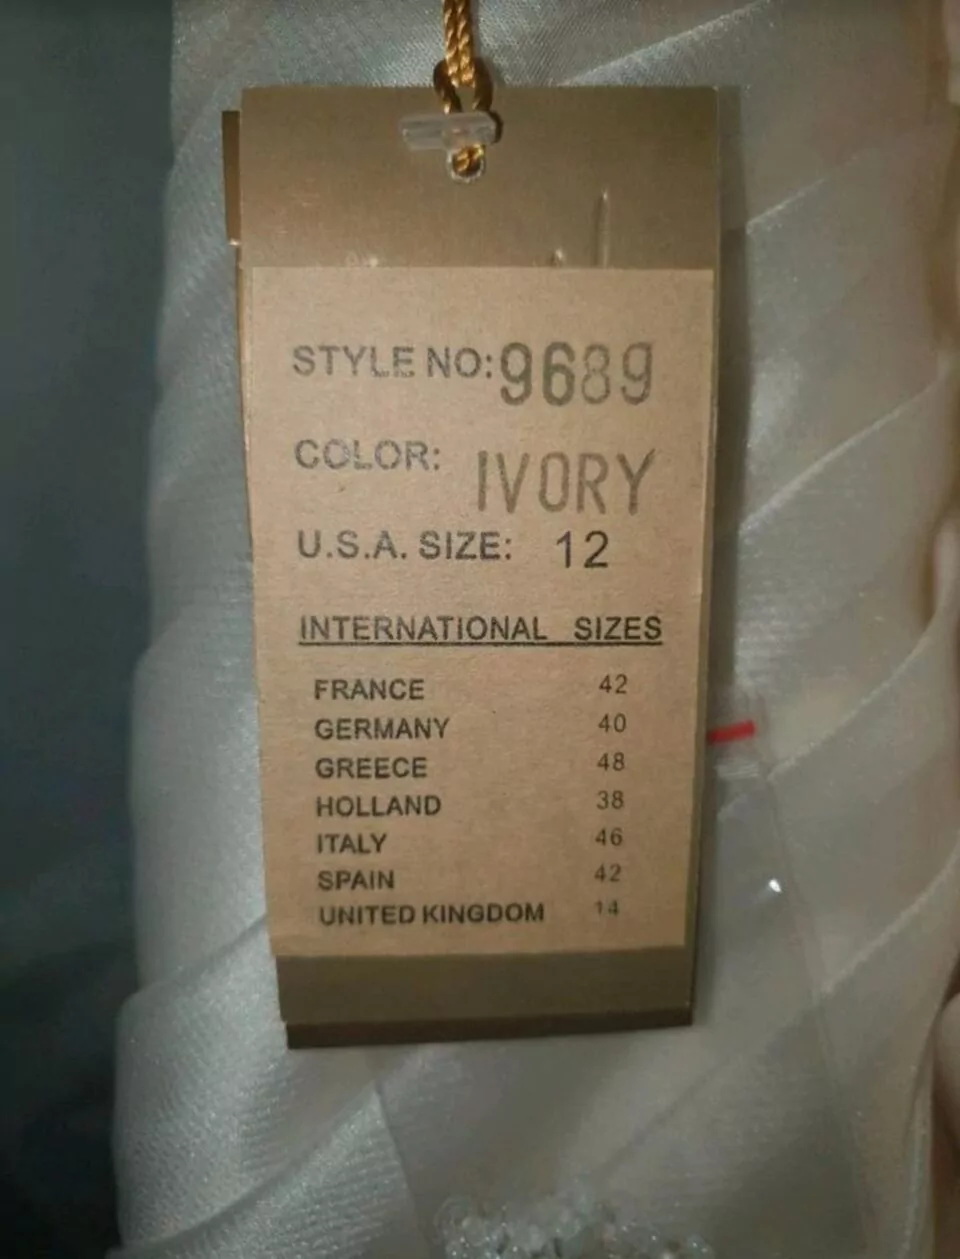 STYLE NO: 9689
COLOR: IVORY
U.S.A. SIZE: 12
INTERNATIONAL SIZES
FRANCE 42
GERMANY 40
GREECE 48
HOLLAND 38
ITALY 46
SPAIN 42
UNITED KINGDOM 14